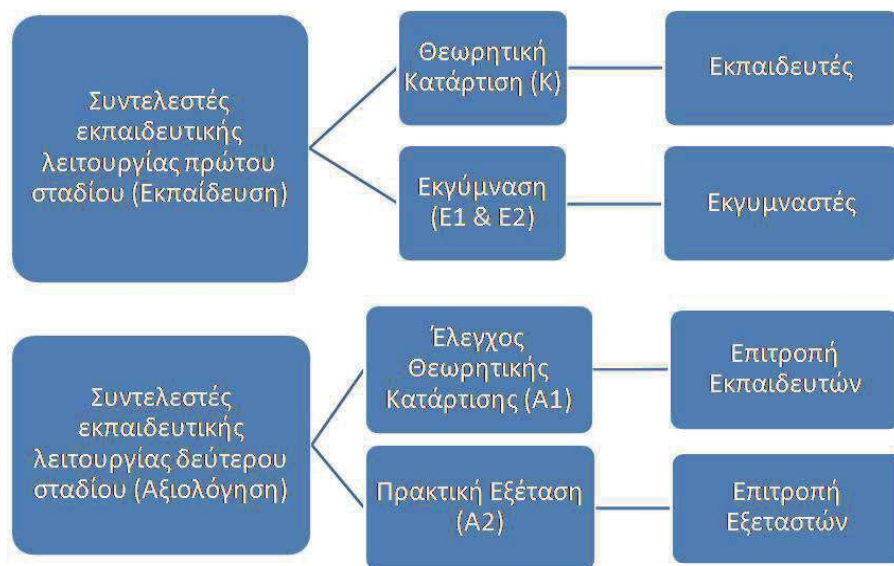 Συντελεστές
εκπαιδευτικής
λειτουργίας πρώτου
σταδίου (Εκπαίδευση)
Θεωρητική
Κατάρτιση (Κ)
Εκπαιδευτές
Εκγύμναση
(Ε1 & Ε2)
Εκγυμναστές
Συντελεστές
εκπαιδευτικής
λειτουργίας δεύτερου
σταδίου (Αξιολόγηση)
Έλεγχος
Θεωρητικής
Κατάρτισης (Α1)
Επιτροπή
Εκπαιδευτών
Πρακτική Εξέταση
(Α2)
Επιτροπή
Εξεταστών